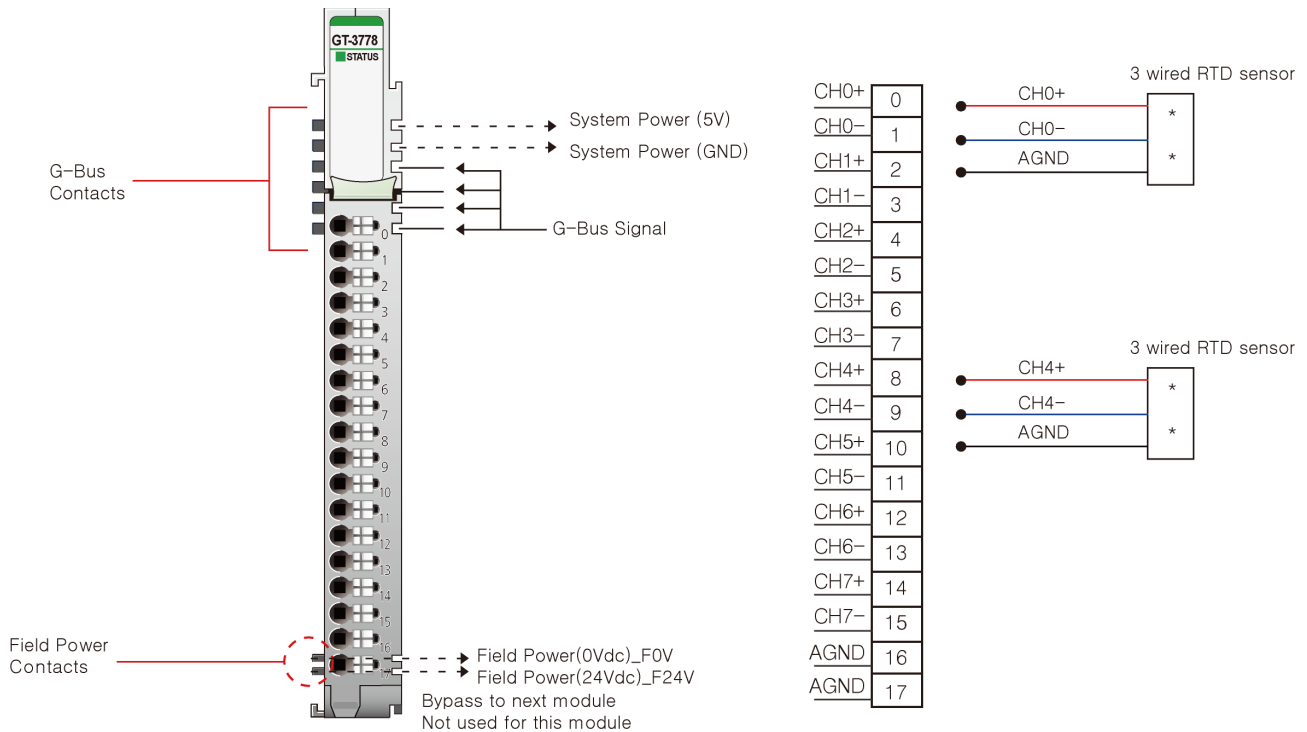 GT-3778
STATUS
System Power (5V)
System Power (GND)
G-Bus
Contacts
G-Bus Signal
0
1
2
3
4
5
6
7
8
9
10
11
12
13
14
15
16
17
Field Power
Contacts
Field Power(0Vdc)_F0V
Field Power(24Vdc)_F24V
Bypass to next module
Not used for this module
CH0+ 0
CH0- 1
CH1+ 2
CH1- 3
CH2+ 4
CH2- 5
CH3+ 6
CH3- 7
CH4+ 8
CH4- 9
CH5+ 10
CH5- 11
CH6+ 12
CH6- 13
CH7+ 14
CH7- 15
AGND 16
AGND 17
3 wired RTD sensor
CH0+
*
CH0-
AGND
*
3 wired RTD sensor
CH4+
*
CH4-
AGND
*